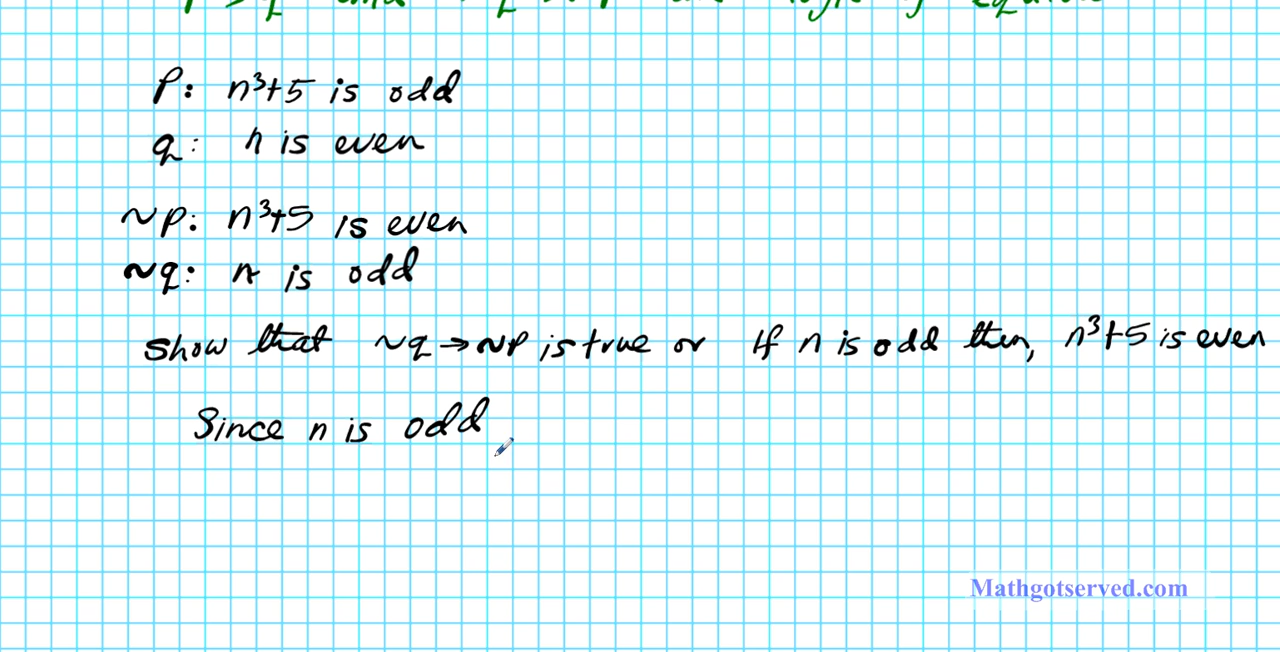 P: n³+5 is odd
q: n is even
~P: n³+5 is even
~q: n is odd
Show that ~q → ~P is true or If n is odd then, n³+5 is even
Since n is odd
Mathgotserved.com